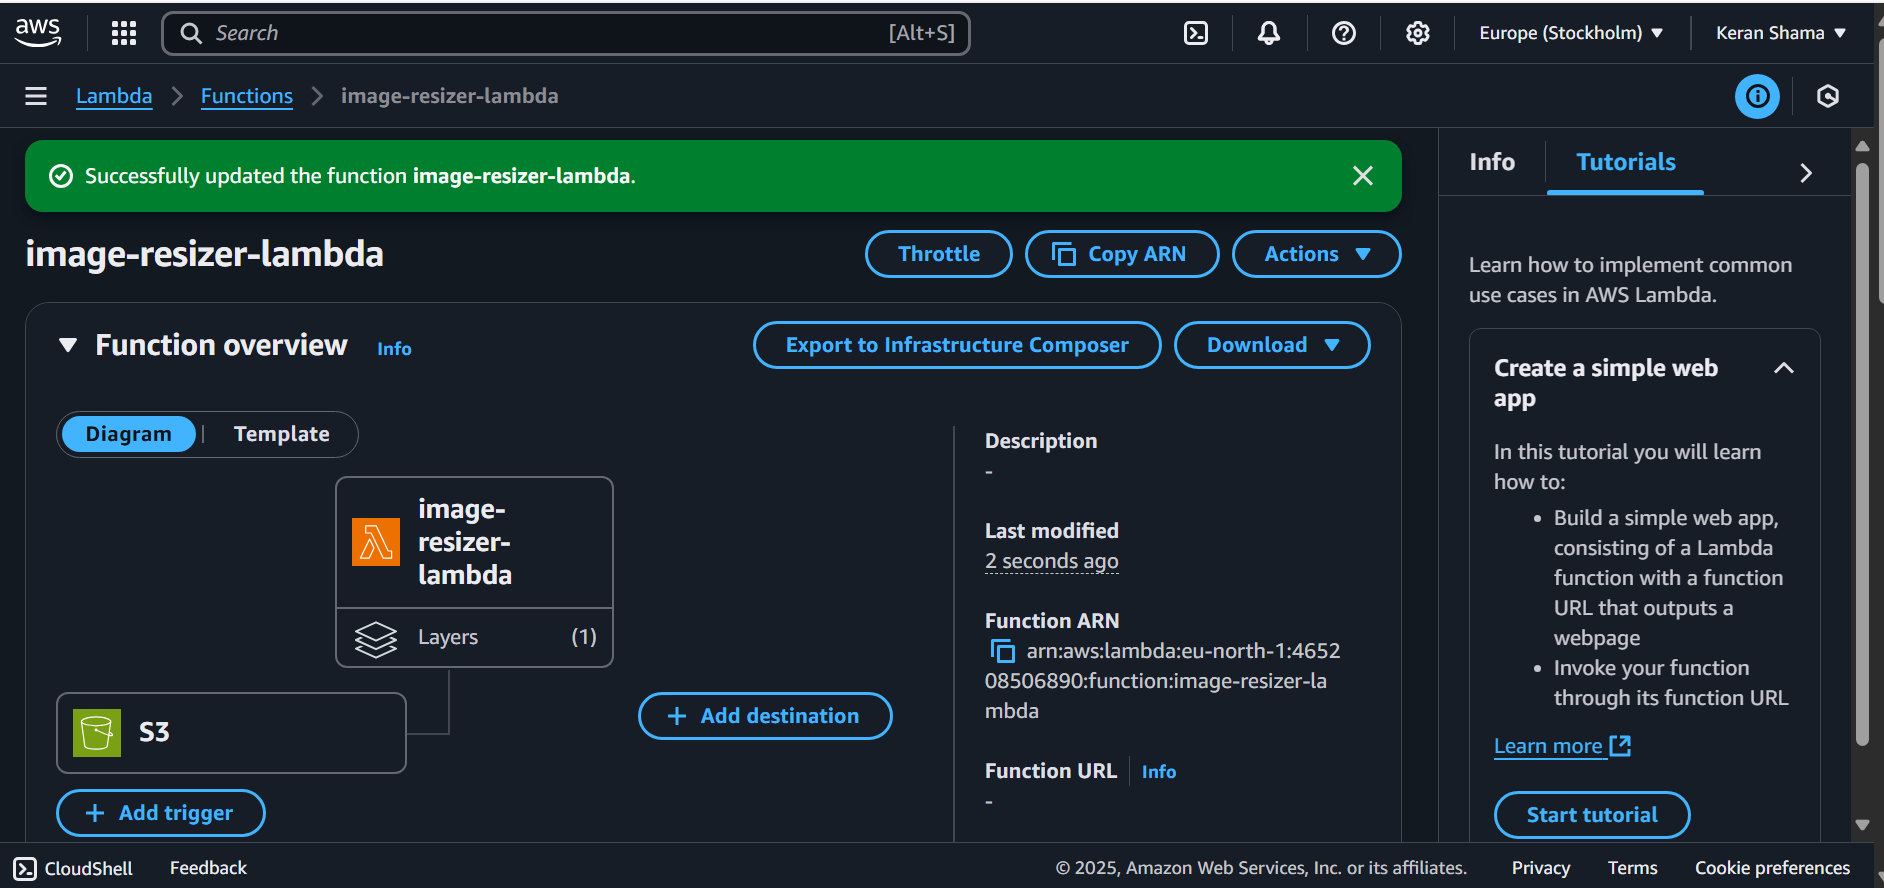 aws
Search [Alt+S]
Europe (Stockholm)
Keran Shama
Lambda
Functions
image-resizer-lambda
Successfully updated the function image-resizer-lambda.
image-resizer-lambda
Throttle
Copy ARN
Actions
Function overview Info
Export to Infrastructure Composer
Download
Diagram | Template
image-
resizer-
lambda
Layers (1)
S3
+ Add trigger
+ Add destination
Description
-
Last modified
2 seconds ago
Function ARN
arn:aws:lambda:eu-north-1:4652
08506890:function:image-resizer-la
mbda
Function URL Info
-
Info
Tutorials
Learn how to implement common
use cases in AWS Lambda.
Create a simple web
app
In this tutorial you will learn
how to:
• Build a simple web app,
consisting of a Lambda
function with a function
URL that outputs a
webpage
• Invoke your function
through its function URL
Learn more
Start tutorial
CloudShell
Feedback
© 2025, Amazon Web Services, Inc. or its affiliates.
Privacy
Terms
Cookie preferences